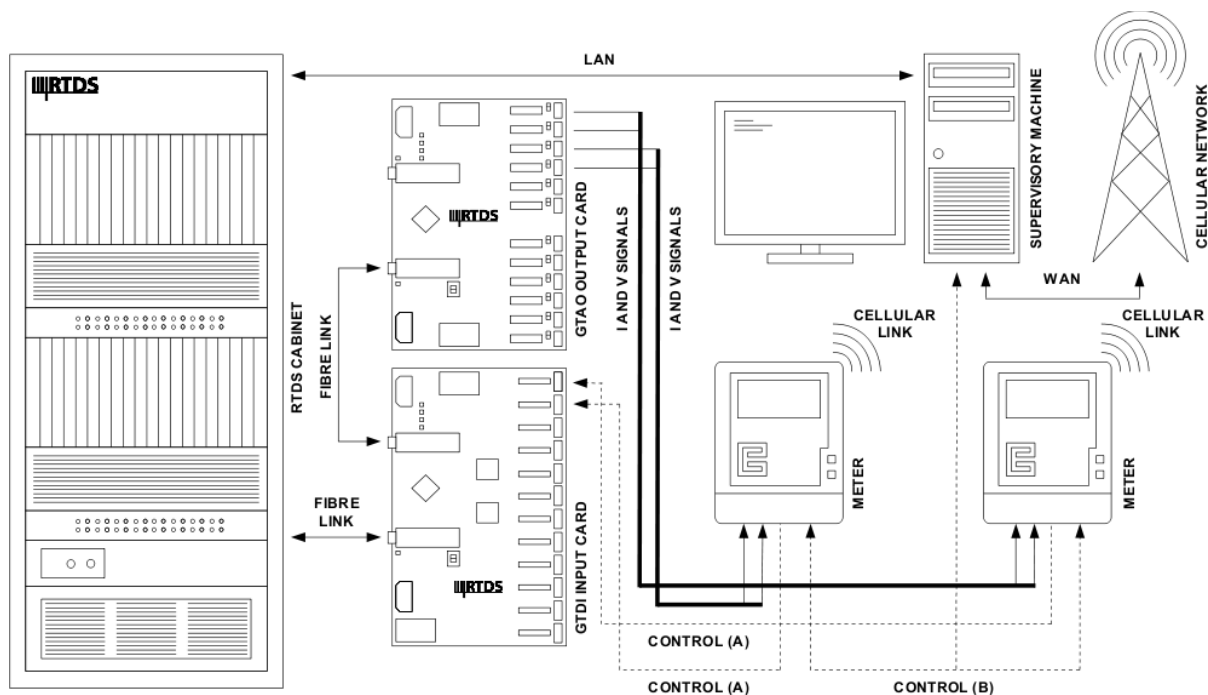 RTDS
LAN
RTDS
GTAO OUTPUT CARD
I AND V SIGNALS
I AND V SIGNALS
SUPERVISORY MACHINE
CELLULAR NETWORK
WAN
RTDS CABINET
FIBRE LINK
CELLULAR
LINK
CELLULAR
LINK
METER
METER
FIBRE
LINK
GTDI INPUT CARD
RTDS
CONTROL (A)
CONTROL (A)
CONTROL (B)